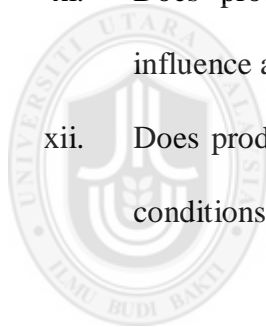 xi. Does pro
influence a
xii. Does prod
conditions
UNIVERSITI UTARA MALAYSIA
ILMU BUDI BAKTI